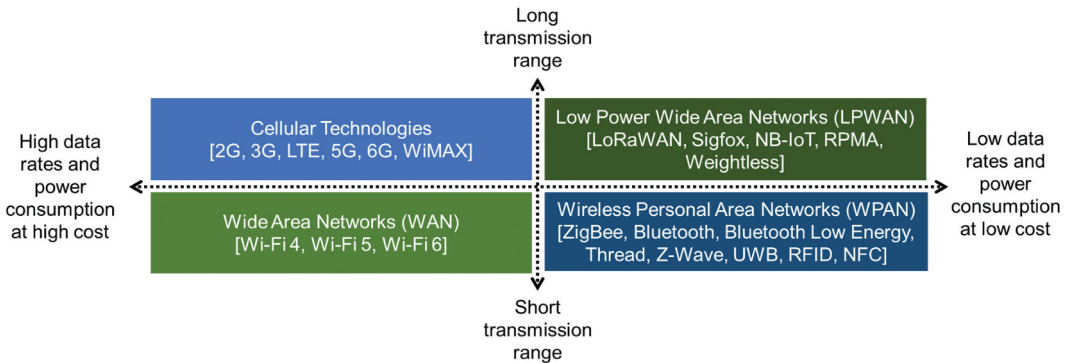 Long
transmission
range
High data
rates and
power
consumption
at high cost
Cellular Technologies
[2G, 3G, LTE, 5G, 6G, WiMAX]
Low Power Wide Area Networks (LPWAN)
[LoRaWAN, Sigfox, NB-IoT, RPMA,
Weightless]
Wide Area Networks (WAN)
[Wi-Fi 4, Wi-Fi 5, Wi-Fi 6]
Wireless Personal Area Networks (WPAN)
[ZigBee, Bluetooth, Bluetooth Low Energy,
Thread, Z-Wave, UWB, RFID, NFC]
Low data
rates and
power
consumption
at low cost
Short
transmission
range